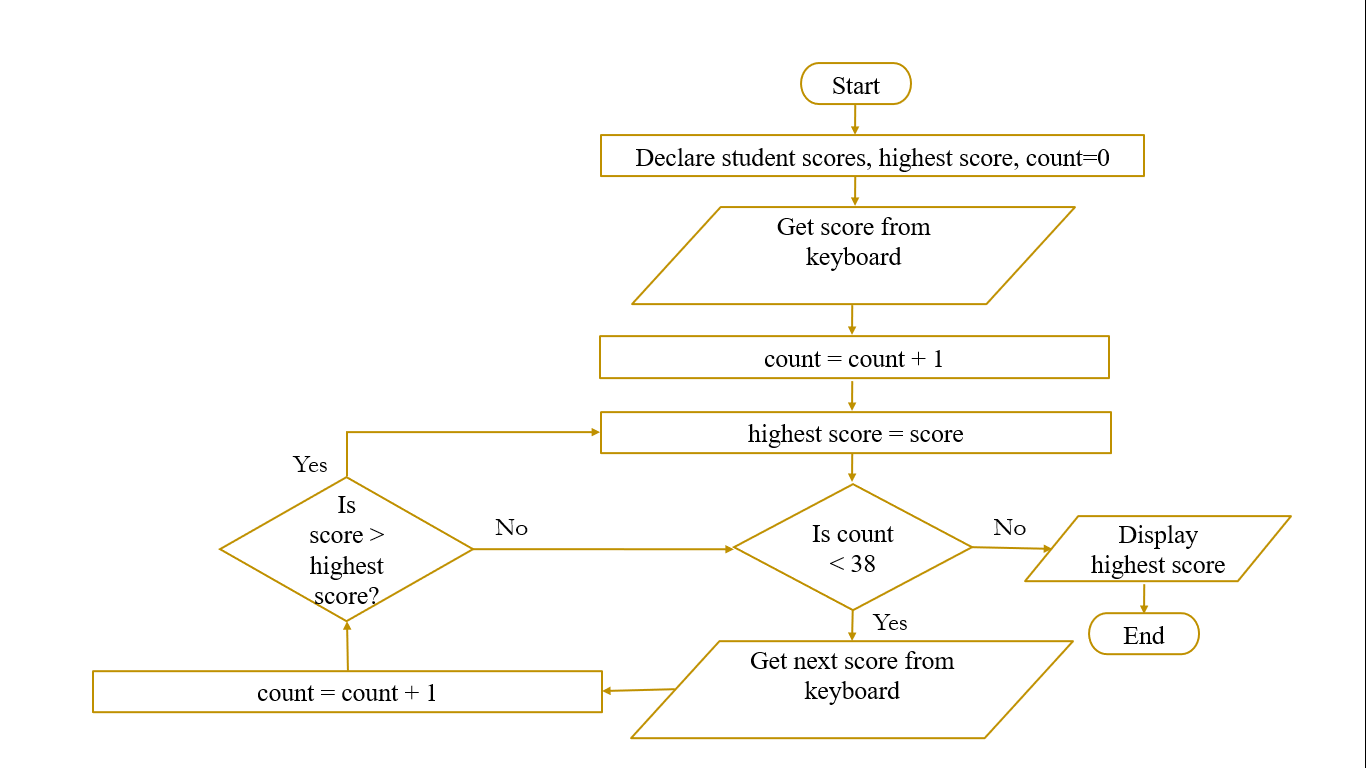 Start
Declare student scores, highest score, count=0
Get score from
keyboard
count = count + 1
highest score = score
Yes
Is
score >
highest
score?
No
Is count
< 38
No
Display
highest score
Yes
End
Get next score from
keyboard
count = count + 1